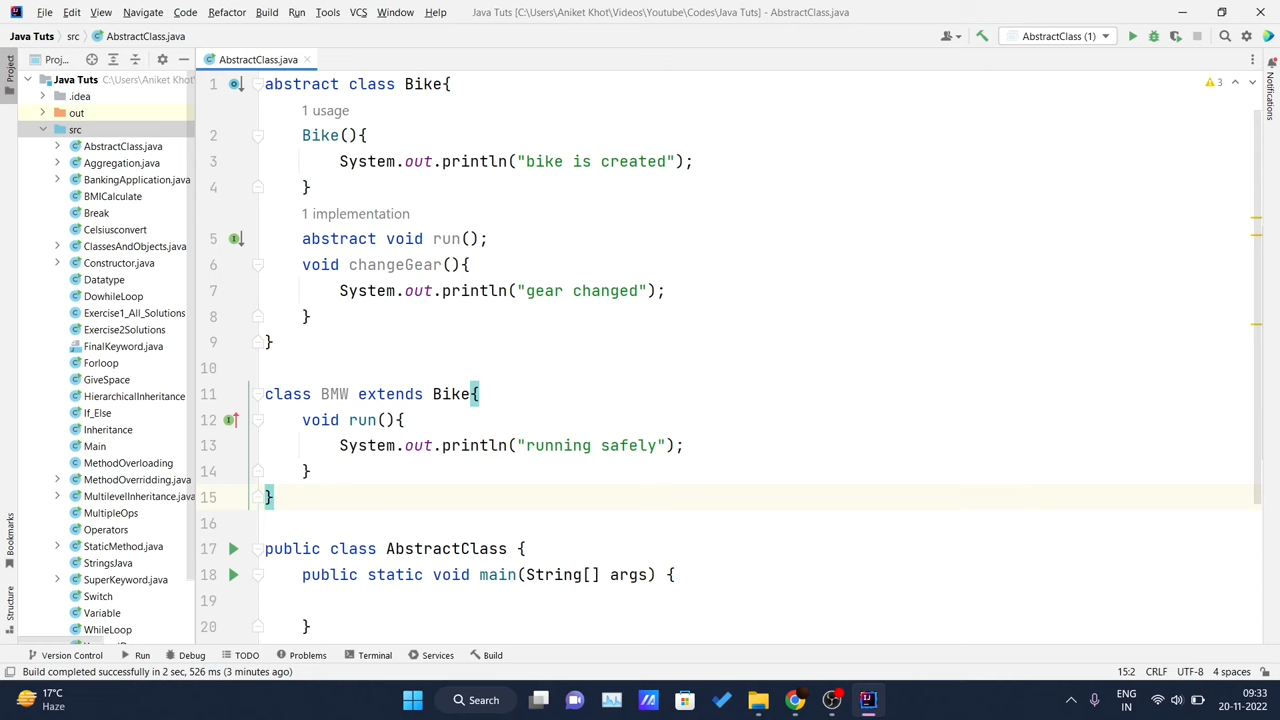 File Edit View Navigate Code Refactor Build Run Tools VCS Window Help Java Tuts [C:\Users\Aniket Khot\Videos\Youtube\Codes\Java Tuts] - AbstractClass.java
Java Tuts src AbstractClass.java AbstractClass (1)
Project
Proj...
AbstractClass.java
Java Tuts C:\Users\Aniket Khot\
.idea
out
src
AbstractClass.java
Aggregation.java
BankingApplication.java
BMICalculate
Break
Celsiusconvert
ClassesAndObjects.java
Constructor.java
Datatype
DowhileLoop
Exercise1_All_Solutions
Exercise2Solutions
FinalKeyword.java
Forloop
GiveSpace
HierarchicalInheritance
If_Else
Inheritance
Main
MethodOverloading
MethodOverridding.java
MultilevelInheritance.java
MultipleOps
Operators
StaticMethod.java
StringsJava
SuperKeyword.java
Switch
Variable
WhileLoop
Bookmarks
Structure
1 abstract class Bike{
1 usage
2 Bike(){
3 System.out.println("bike is created");
4 }
1 implementation
5 abstract void run();
6 void changeGear(){
7 System.out.println("gear changed");
8 }
9 }
10
11 class BMW extends Bike{
12 void run(){
13 System.out.println("running safely");
14 }
15 }
16
17 public class AbstractClass {
18 public static void main(String[] args) {
19
20 }
3
Notifications
Version Control Run Debug TODO Problems Terminal Services Build
Build completed successfully in 2 sec, 526 ms (3 minutes ago) 15:2 CRLF UTF-8 4 spaces
17°C
Haze
Search
ENG
IN
09:33
20-11-2022